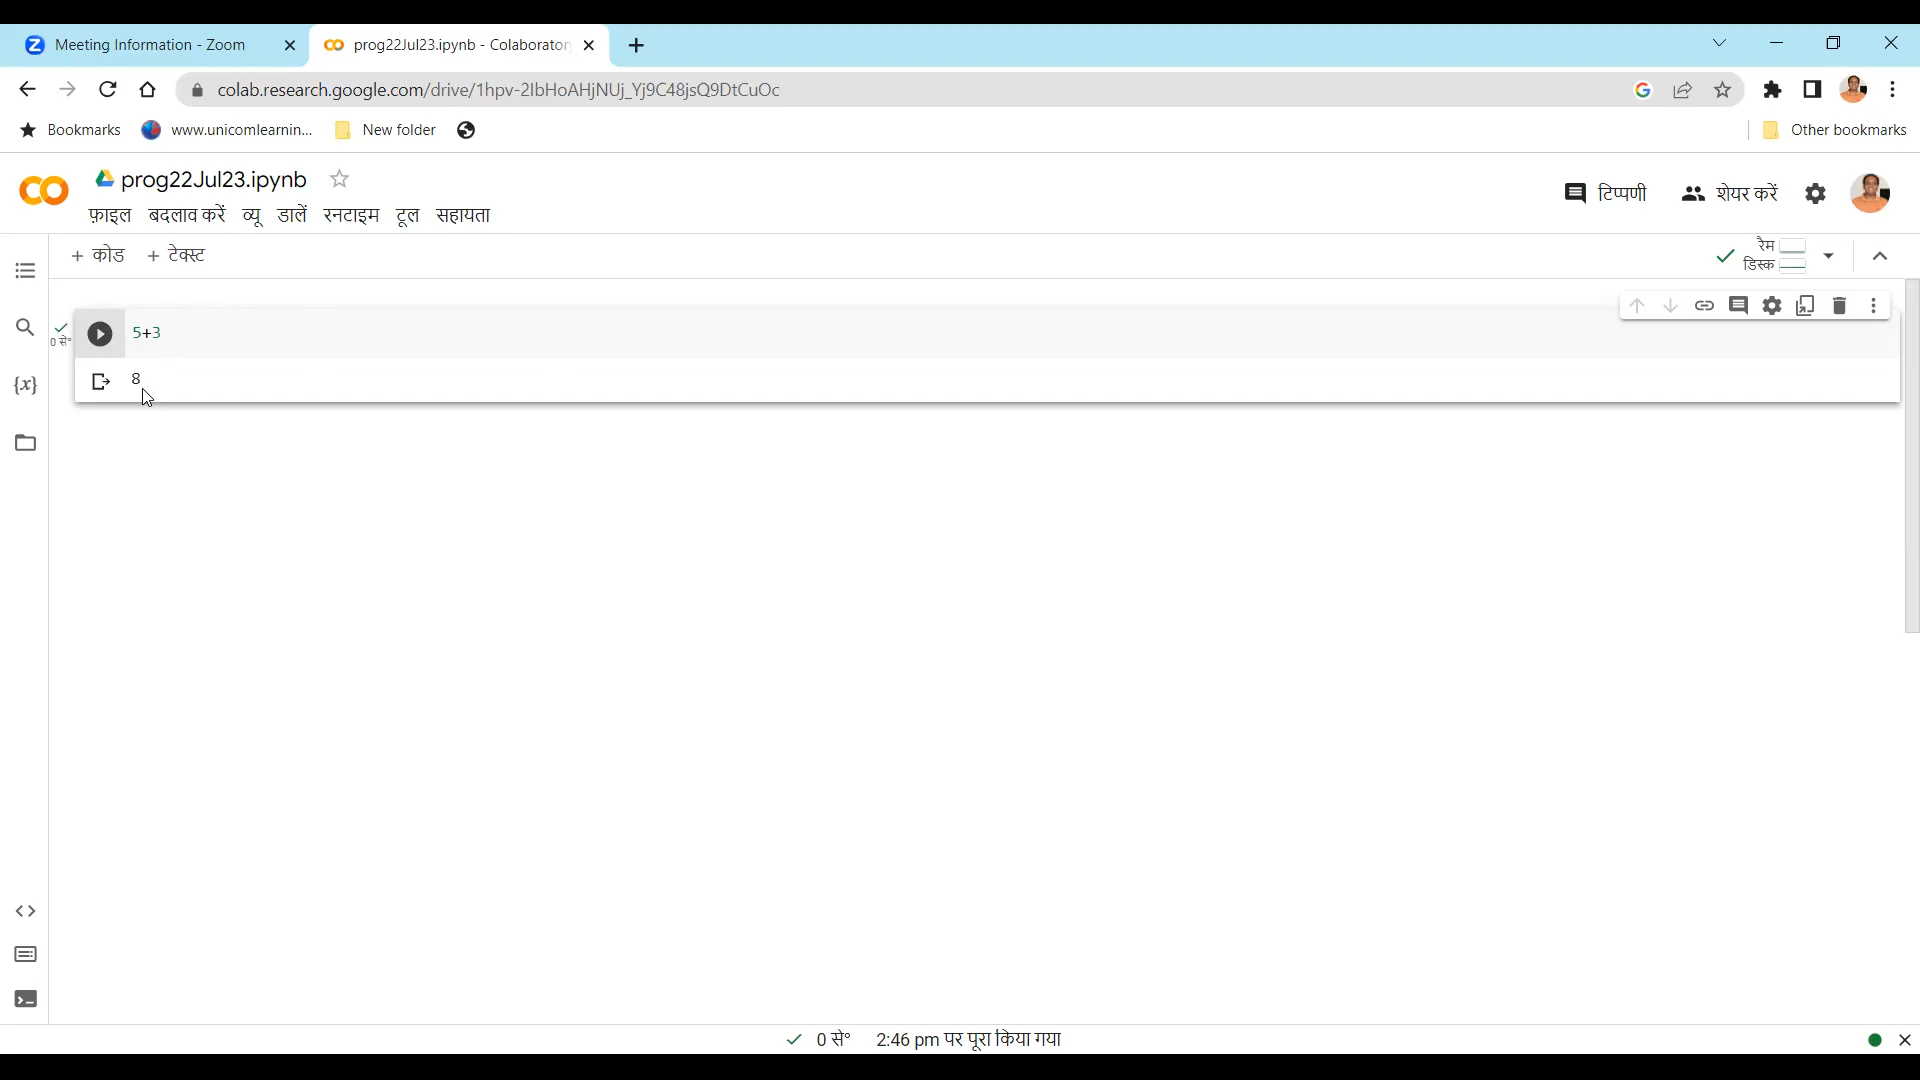 Meeting Information - Zoom
prog22Jul23.ipynb - Colaborator
colab.research.google.com/drive/1hpv-2lbHoAHjNUj_Yj9C48jsQ9DtCuOc
Bookmarks
www.unicomlearnin...
New folder
Other bookmarks
prog22Jul23.ipynb
फ़ाइल बदलाव करें व्यू डालें रनटाइम टूल सहायता
टिप्पणी
शेयर करें
+ कोड + टेक्स्ट
रैम
डिस्क
5+3
0 से°
8
{x}
0 से° 2:46 pm पर पूरा किया गया